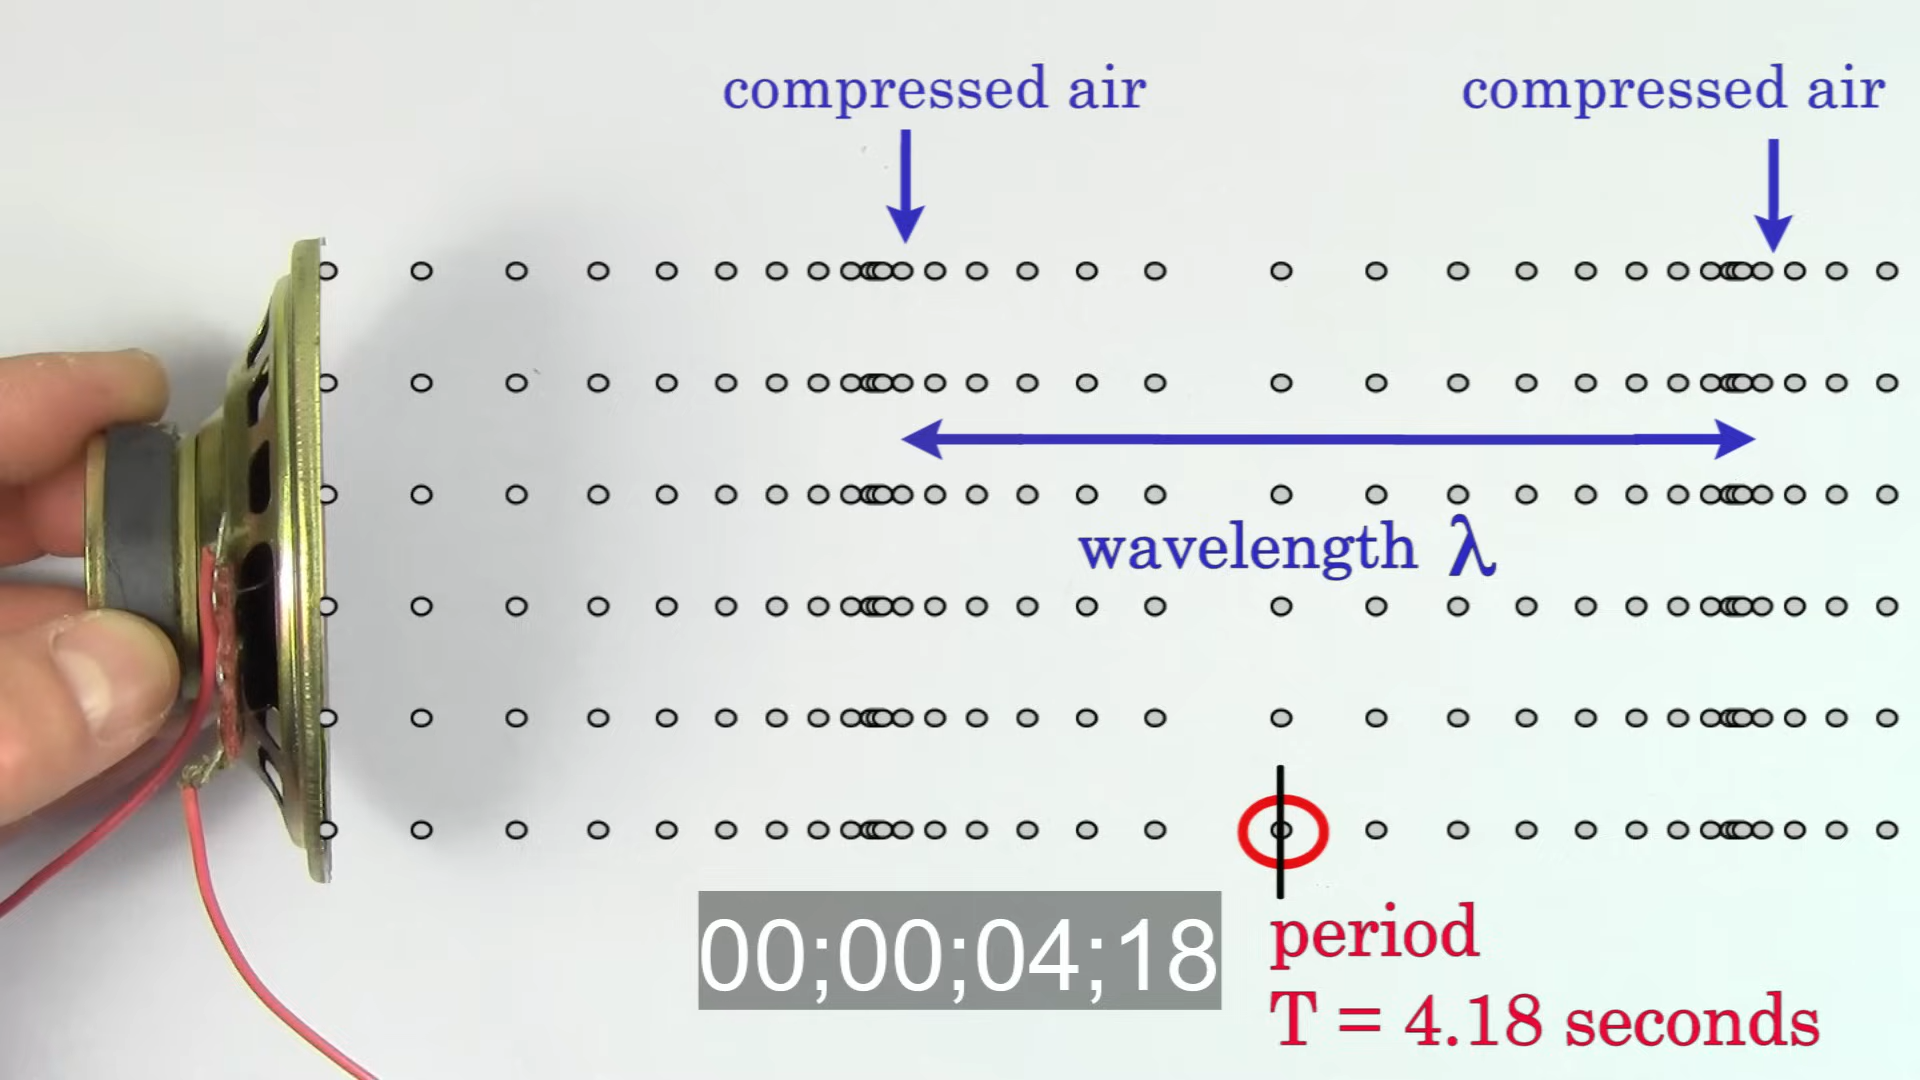 compressed air
compressed air
wavelength λ
00;00;04;18
period
T = 4.18 seconds